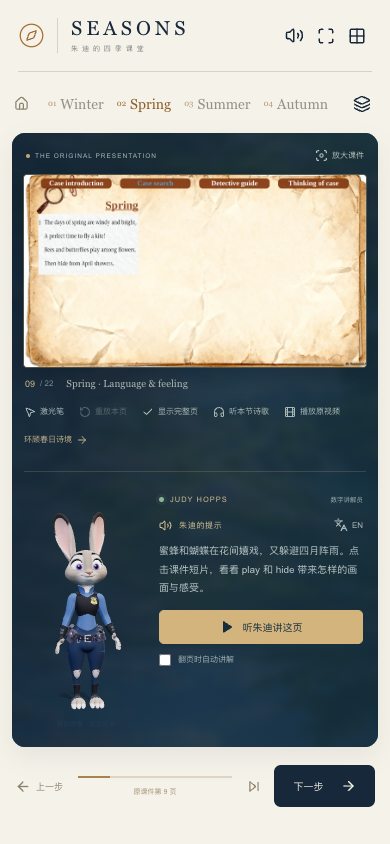 SEASONS
朱迪的四季课堂
01 Winter 02 Spring 03 Summer 04 Autumn
THE ORIGINAL PRESENTATION 放大课件
Case introduction Case search Detective guide Thinking of case
Spring
The days of spring are windy and bright,
A perfect time to fly a kite!
Bees and butterflies play among flowers,
Then hide from April showers.
09 / 22 Spring · Language & feeling
激光笔 重放本页 显示完整页 听本节诗歌 播放原视频
环顾春日诗境
JUDY HOPPS 数字讲解员
朱迪的提示 EN
蜜蜂和蝴蝶在花间嬉戏，又躲避四月阵雨。点
击课件短片，看看 play 和 hide 带来怎样的画
面与感受。
听朱迪讲这页
翻页时自动讲解
上一步 原课件第 9 页 下一步